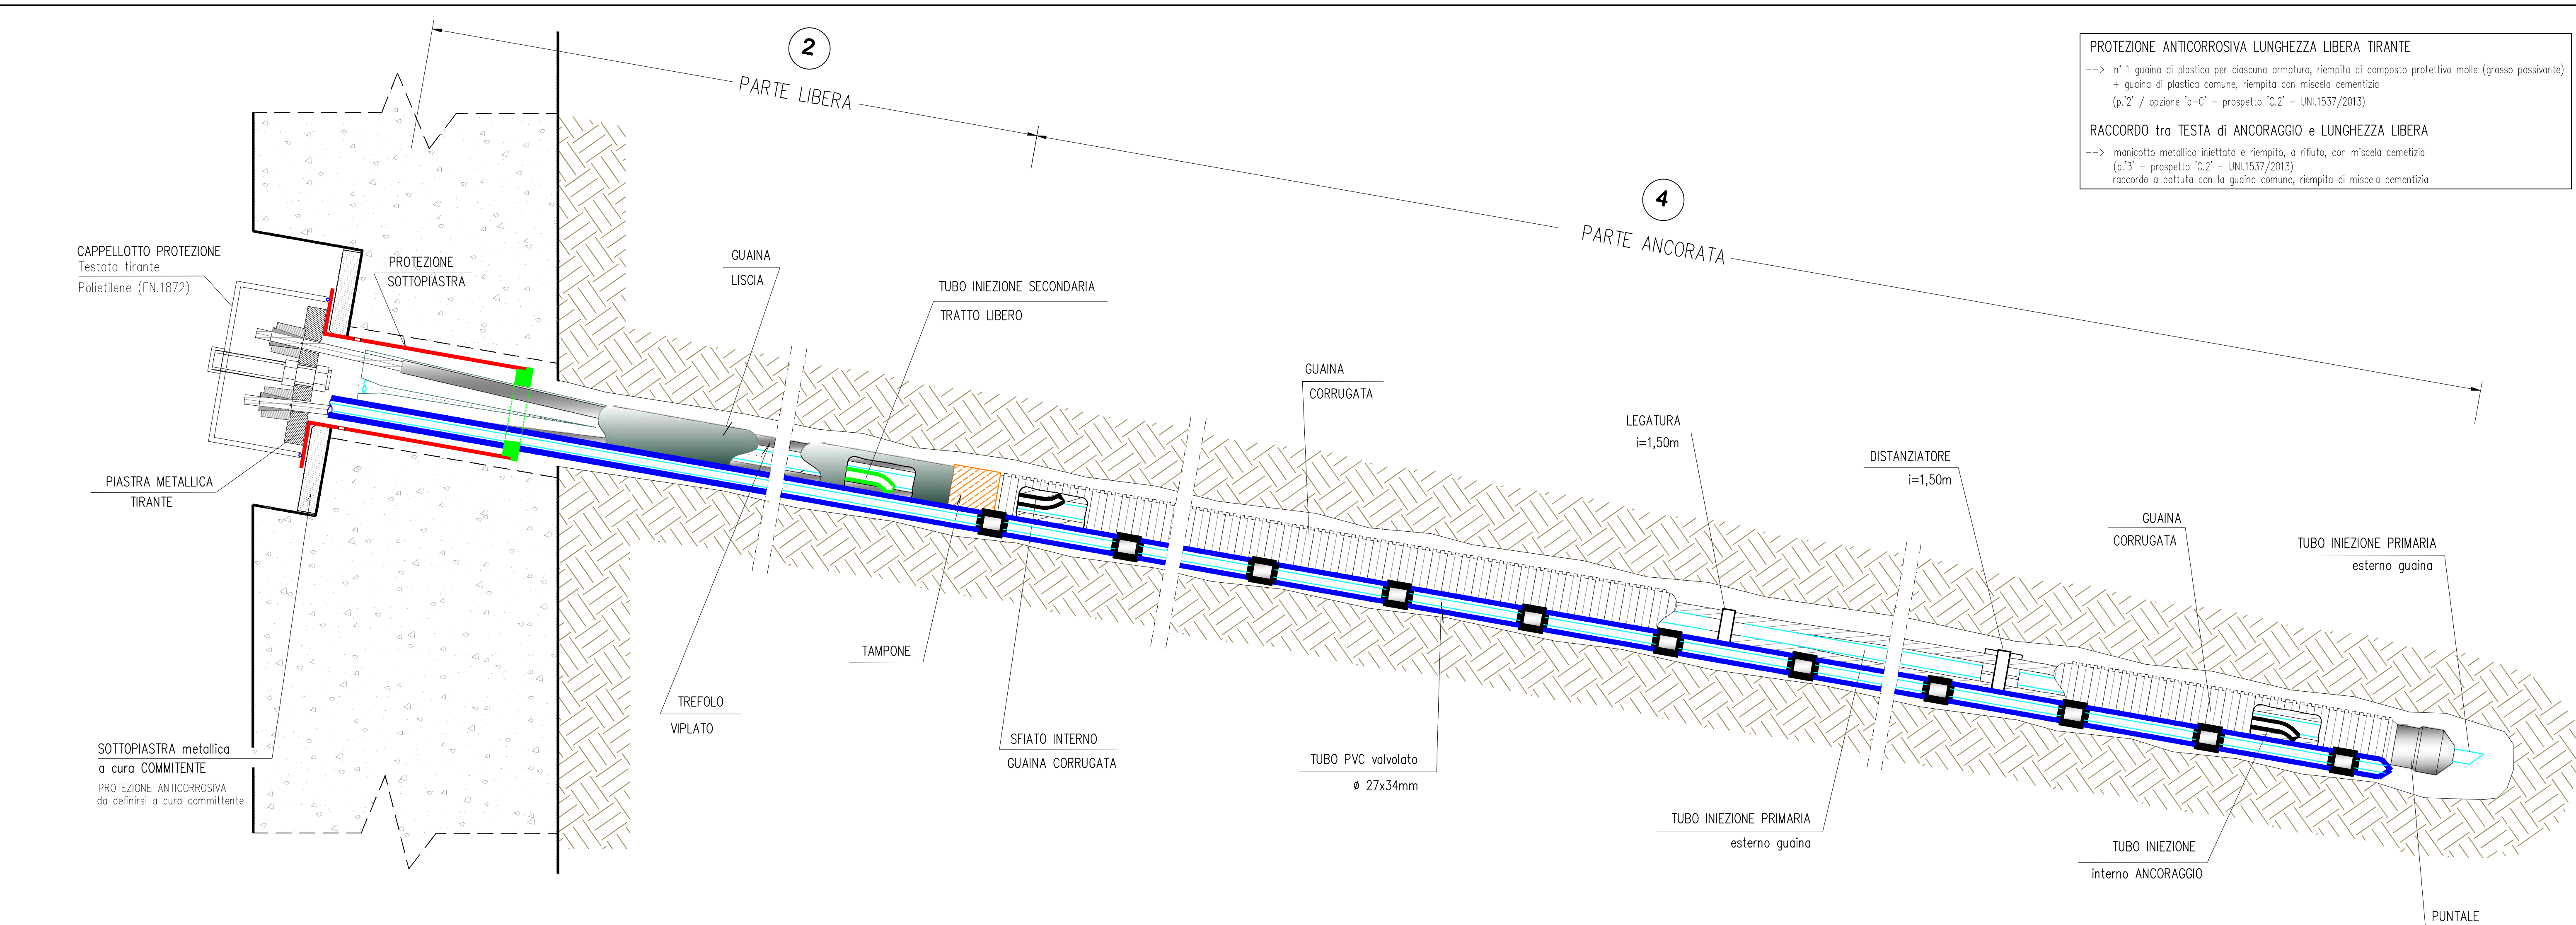 2
PARTE LIBERA
4
PARTE ANCORATA
PROTEZIONE ANTICORROSIVA LUNGHEZZA LIBERA TIRANTE
--> n° 1 guaina di plastica per ciascuna armatura, riempita di composto protettivo molle (grasso passivante)
+ guaina di plastica comune, riempita con miscela cementizia
(p.'2' / opzione 'a+C' - prospetto 'C.2' - UNI.1537/2013)
RACCORDO tra TESTA di ANCORAGGIO e LUNGHEZZA LIBERA
--> manicotto metallico iniettato e riempito, a rifiuto, con miscela cemetizia
(p.'3' - prospetto 'C.2' - UNI.1537/2013)
raccordo a battuta con la guaina comune, riempita di miscela cementizia
CAPPELLOTTO PROTEZIONE
Testata tirante
Polietilene (EN.1872)
PROTEZIONE
SOTTOPIASTRA
GUAINA
LISCIA
TUBO INIEZIONE SECONDARIA
TRATTO LIBERO
GUAINA
CORRUGATA
LEGATURA
i=1,50m
DISTANZIATORE
i=1,50m
GUAINA
CORRUGATA
TUBO INIEZIONE PRIMARIA
esterno guaina
PIASTRA METALLICA
TIRANTE
SOTTOPIASTRA metallica
a cura COMMITENTE
PROTEZIONE ANTICORROSIVA
da definirsi a cura committente
TREFOLO
VIPLATO
TAMPONE
SFIATO INTERNO
GUAINA CORRUGATA
TUBO PVC valvolato
ø 27x34mm
TUBO INIEZIONE PRIMARIA
esterno guaina
TUBO INIEZIONE
interno ANCORAGGIO
PUNTALE